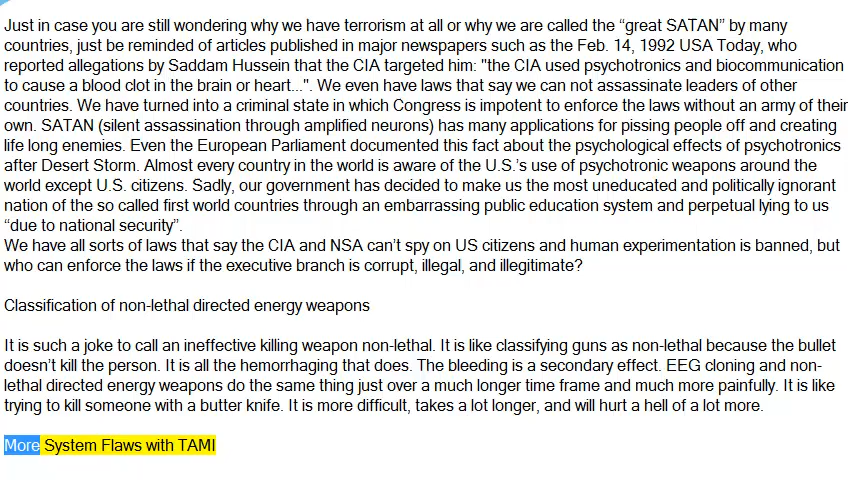 Just in case you are still wondering why we have terrorism at all or why we are called the “great SATAN” by many
countries, just be reminded of articles published in major newspapers such as the Feb. 14, 1992 USA Today, who
reported allegations by Saddam Hussein that the CIA targeted him: "the CIA used psychotronics and biocommunication
to cause a blood clot in the brain or heart...". We even have laws that say we can not assassinate leaders of other
countries. We have turned into a criminal state in which Congress is impotent to enforce the laws without an army of their
own. SATAN (silent assassination through amplified neurons) has many applications for pissing people off and creating
life long enemies. Even the European Parliament documented this fact about the psychological effects of psychotronics
after Desert Storm. Almost every country in the world is aware of the U.S.’s use of psychotronic weapons around the
world except U.S. citizens. Sadly, our government has decided to make us the most uneducated and politically ignorant
nation of the so called first world countries through an embarrassing public education system and perpetual lying to us
“due to national security”.
We have all sorts of laws that say the CIA and NSA can’t spy on US citizens and human experimentation is banned, but
who can enforce the laws if the executive branch is corrupt, illegal, and illegitimate?
Classification of non-lethal directed energy weapons
It is such a joke to call an ineffective killing weapon non-lethal. It is like classifying guns as non-lethal because the bullet
doesn’t kill the person. It is all the hemorrhaging that does. The bleeding is a secondary effect. EEG cloning and non-
lethal directed energy weapons do the same thing just over a much longer time frame and much more painfully. It is like
trying to kill someone with a butter knife. It is more difficult, takes a lot longer, and will hurt a hell of a lot more.
More System Flaws with TAMI